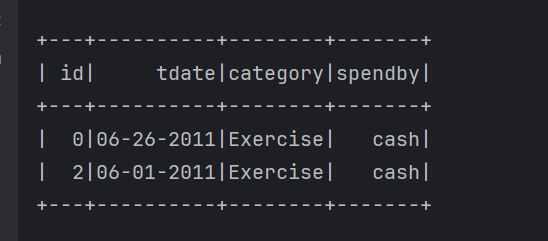 +---+----------+--------+-------+
| id|     tdate|category|spendby|
+---+----------+--------+-------+
|  0|06-26-2011|Exercise|   cash|
|  2|06-01-2011|Exercise|   cash|
+---+----------+--------+-------+